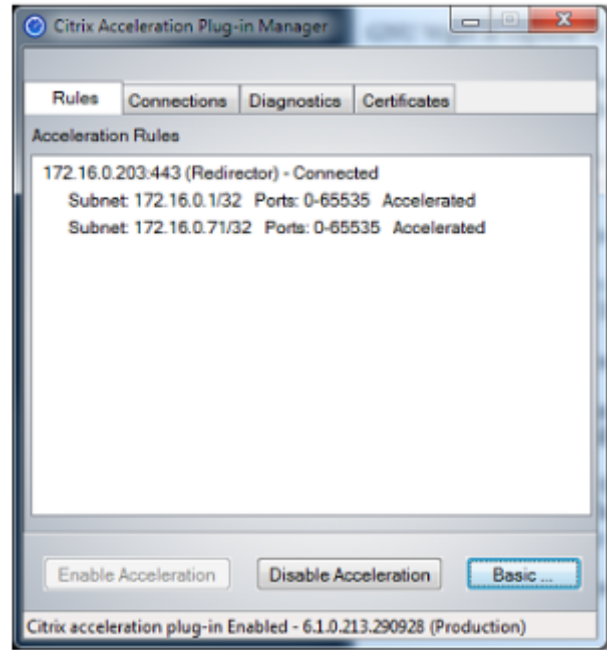 Citrix Acceleration Plug-in Manager
Rules Connections Diagnostics Certificates
Acceleration Rules
172.16.0.203:443 (Redirector) - Connected
Subnet: 172.16.0.1/32 Ports: 0-65535 Accelerated
Subnet: 172.16.0.71/32 Ports: 0-65535 Accelerated
Enable Acceleration Disable Acceleration Basic ...
Citrix acceleration plug-in Enabled - 6.1.0.213.290928 (Production)